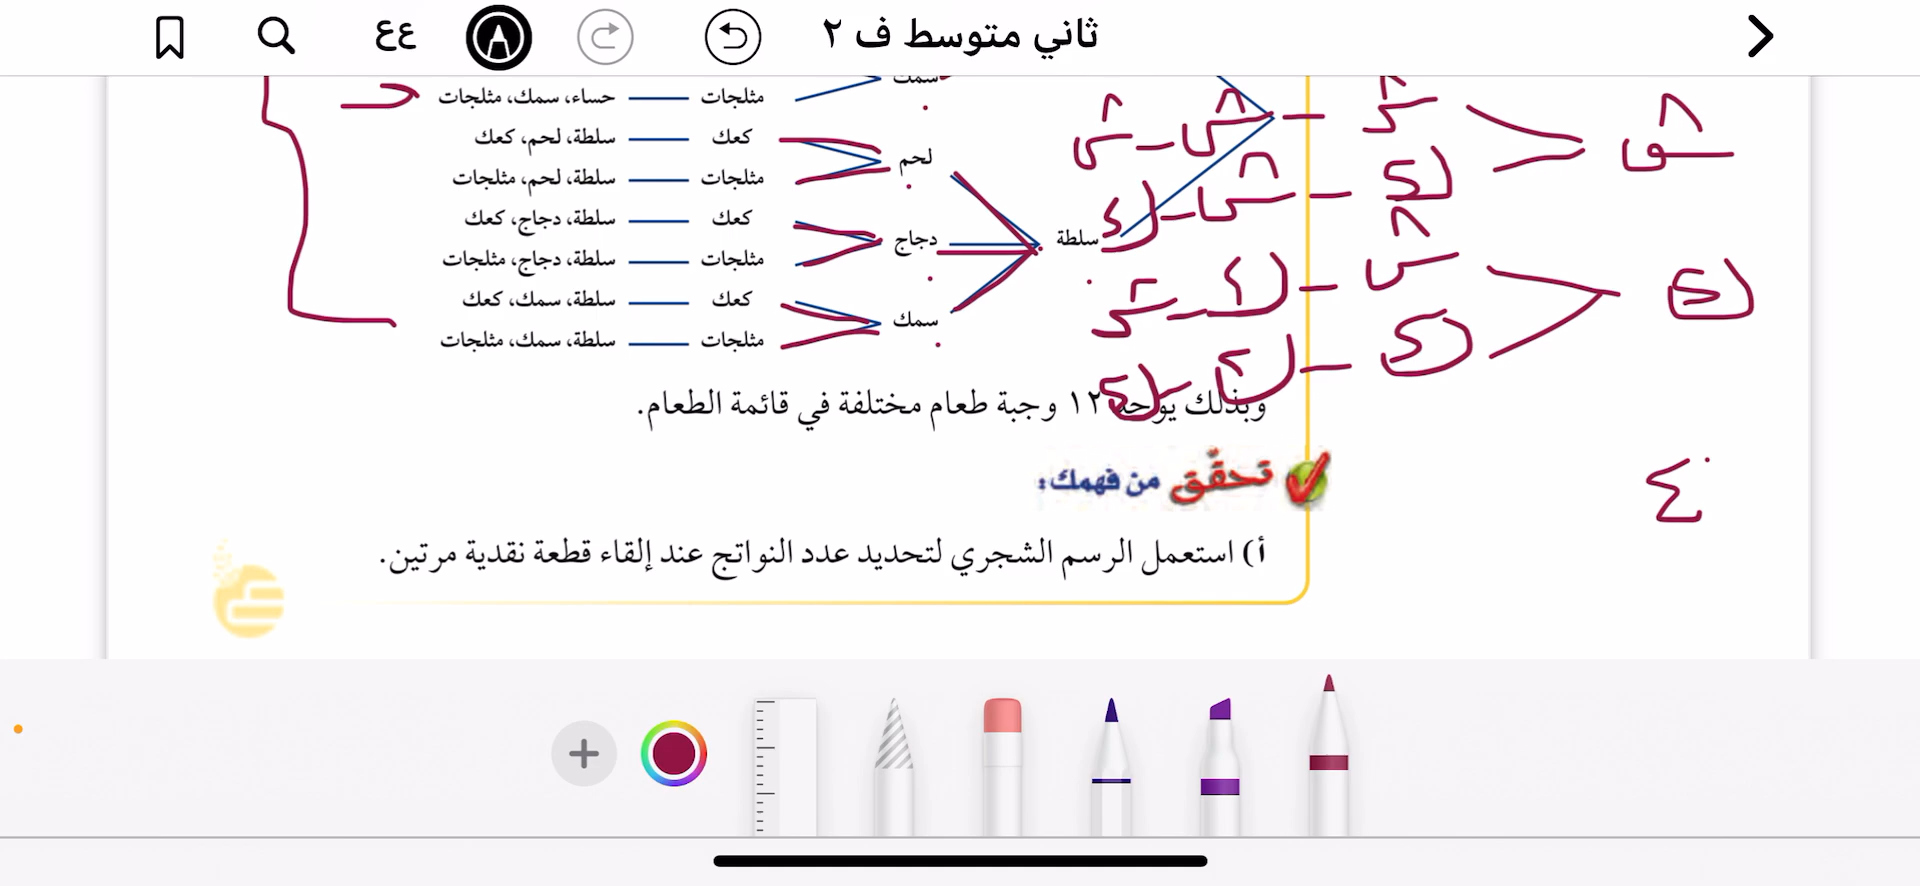 ثاني متوسط ف ٢
عع
سمك
مثلجات
حساء، سمك، مثلجات
كعك
سلطة، لحم، كعك
لحم
مثلجات
سلطة، لحم، مثلجات
كعك
سلطة، دجاج، كعك
سلطة
دجاج
مثلجات
سلطة، دجاج، مثلجات
كعك
سلطة، سمك، كعك
سمك
مثلجات
سلطة، سمك، مثلجات
ش
ش - ش - ش
ك
ك - ش - ك
ش - ك - ش
ك
ك - ك - ك
وبذلك يوجد ١٢ وجبة طعام مختلفة في قائمة الطعام.
٤
تحقّق من فهمك:
أ) استعمل الرسم الشجري لتحديد عدد النواتج عند إلقاء قطعة نقدية مرتين.